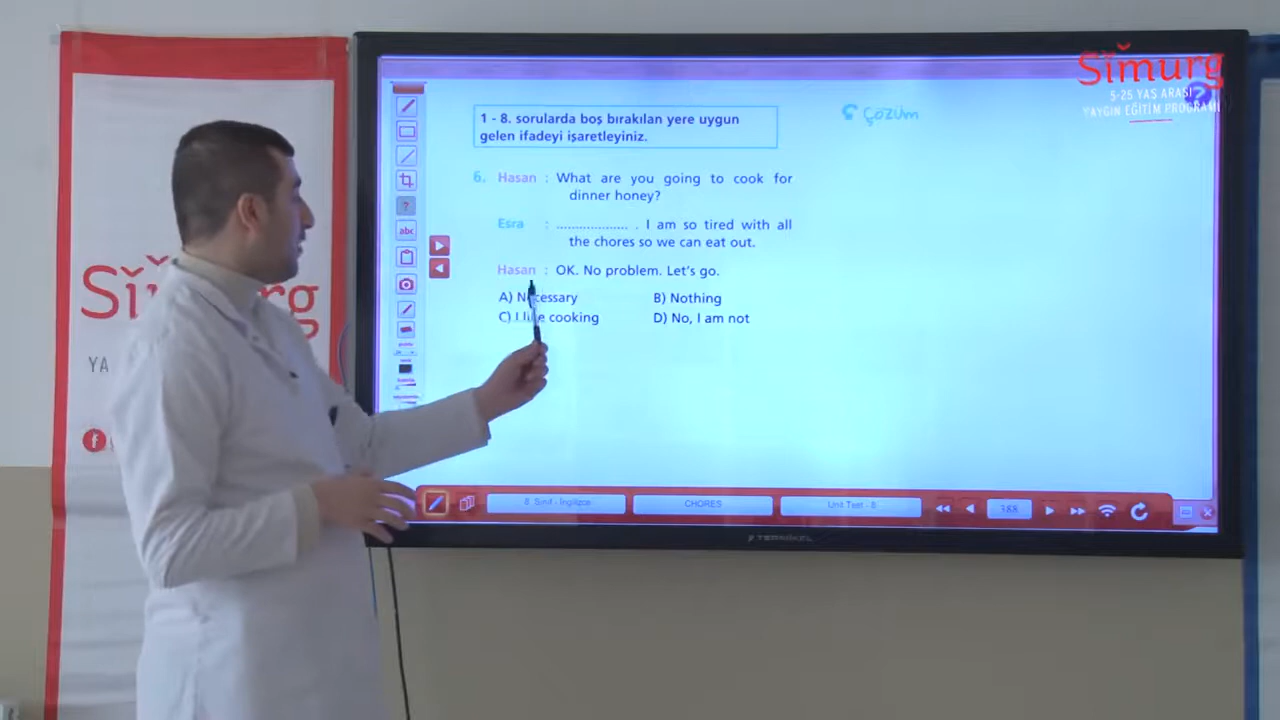 Simurg
5-25 YAŞ ARASI
YAYGIN EĞİTİM PROGRAMI
Çözüm
1 - 8. sorularda boş bırakılan yere uygun
gelen ifadeyi işaretleyiniz.
6. Hasan : What are you going to cook for
dinner honey?
Esra : ................... . I am so tired with all
the chores so we can eat out.
Hasan : OK. No problem. Let's go.
A) Necessary B) Nothing
C) I like cooking D) No, I am not
abc
YA
f
8. Sınıf - İngilizce CHORES Unit Test - 8 388